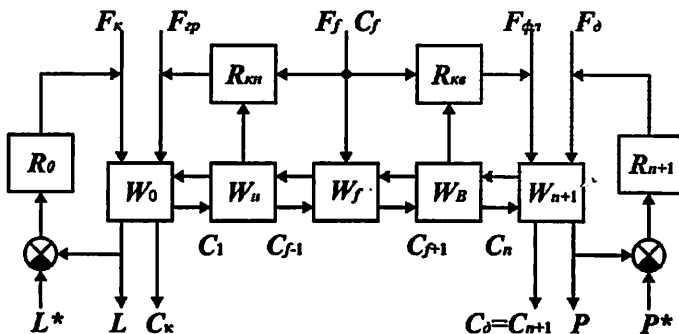 Fк Fгр Ff Cf Fфл Fд
Rкн Rкв
R0 Rn+1
W0 Wи Wf WВ Wn+1
C1 Cf-1 Cf+1 Cn
L* L Cк Cд=Cn+1 P P*